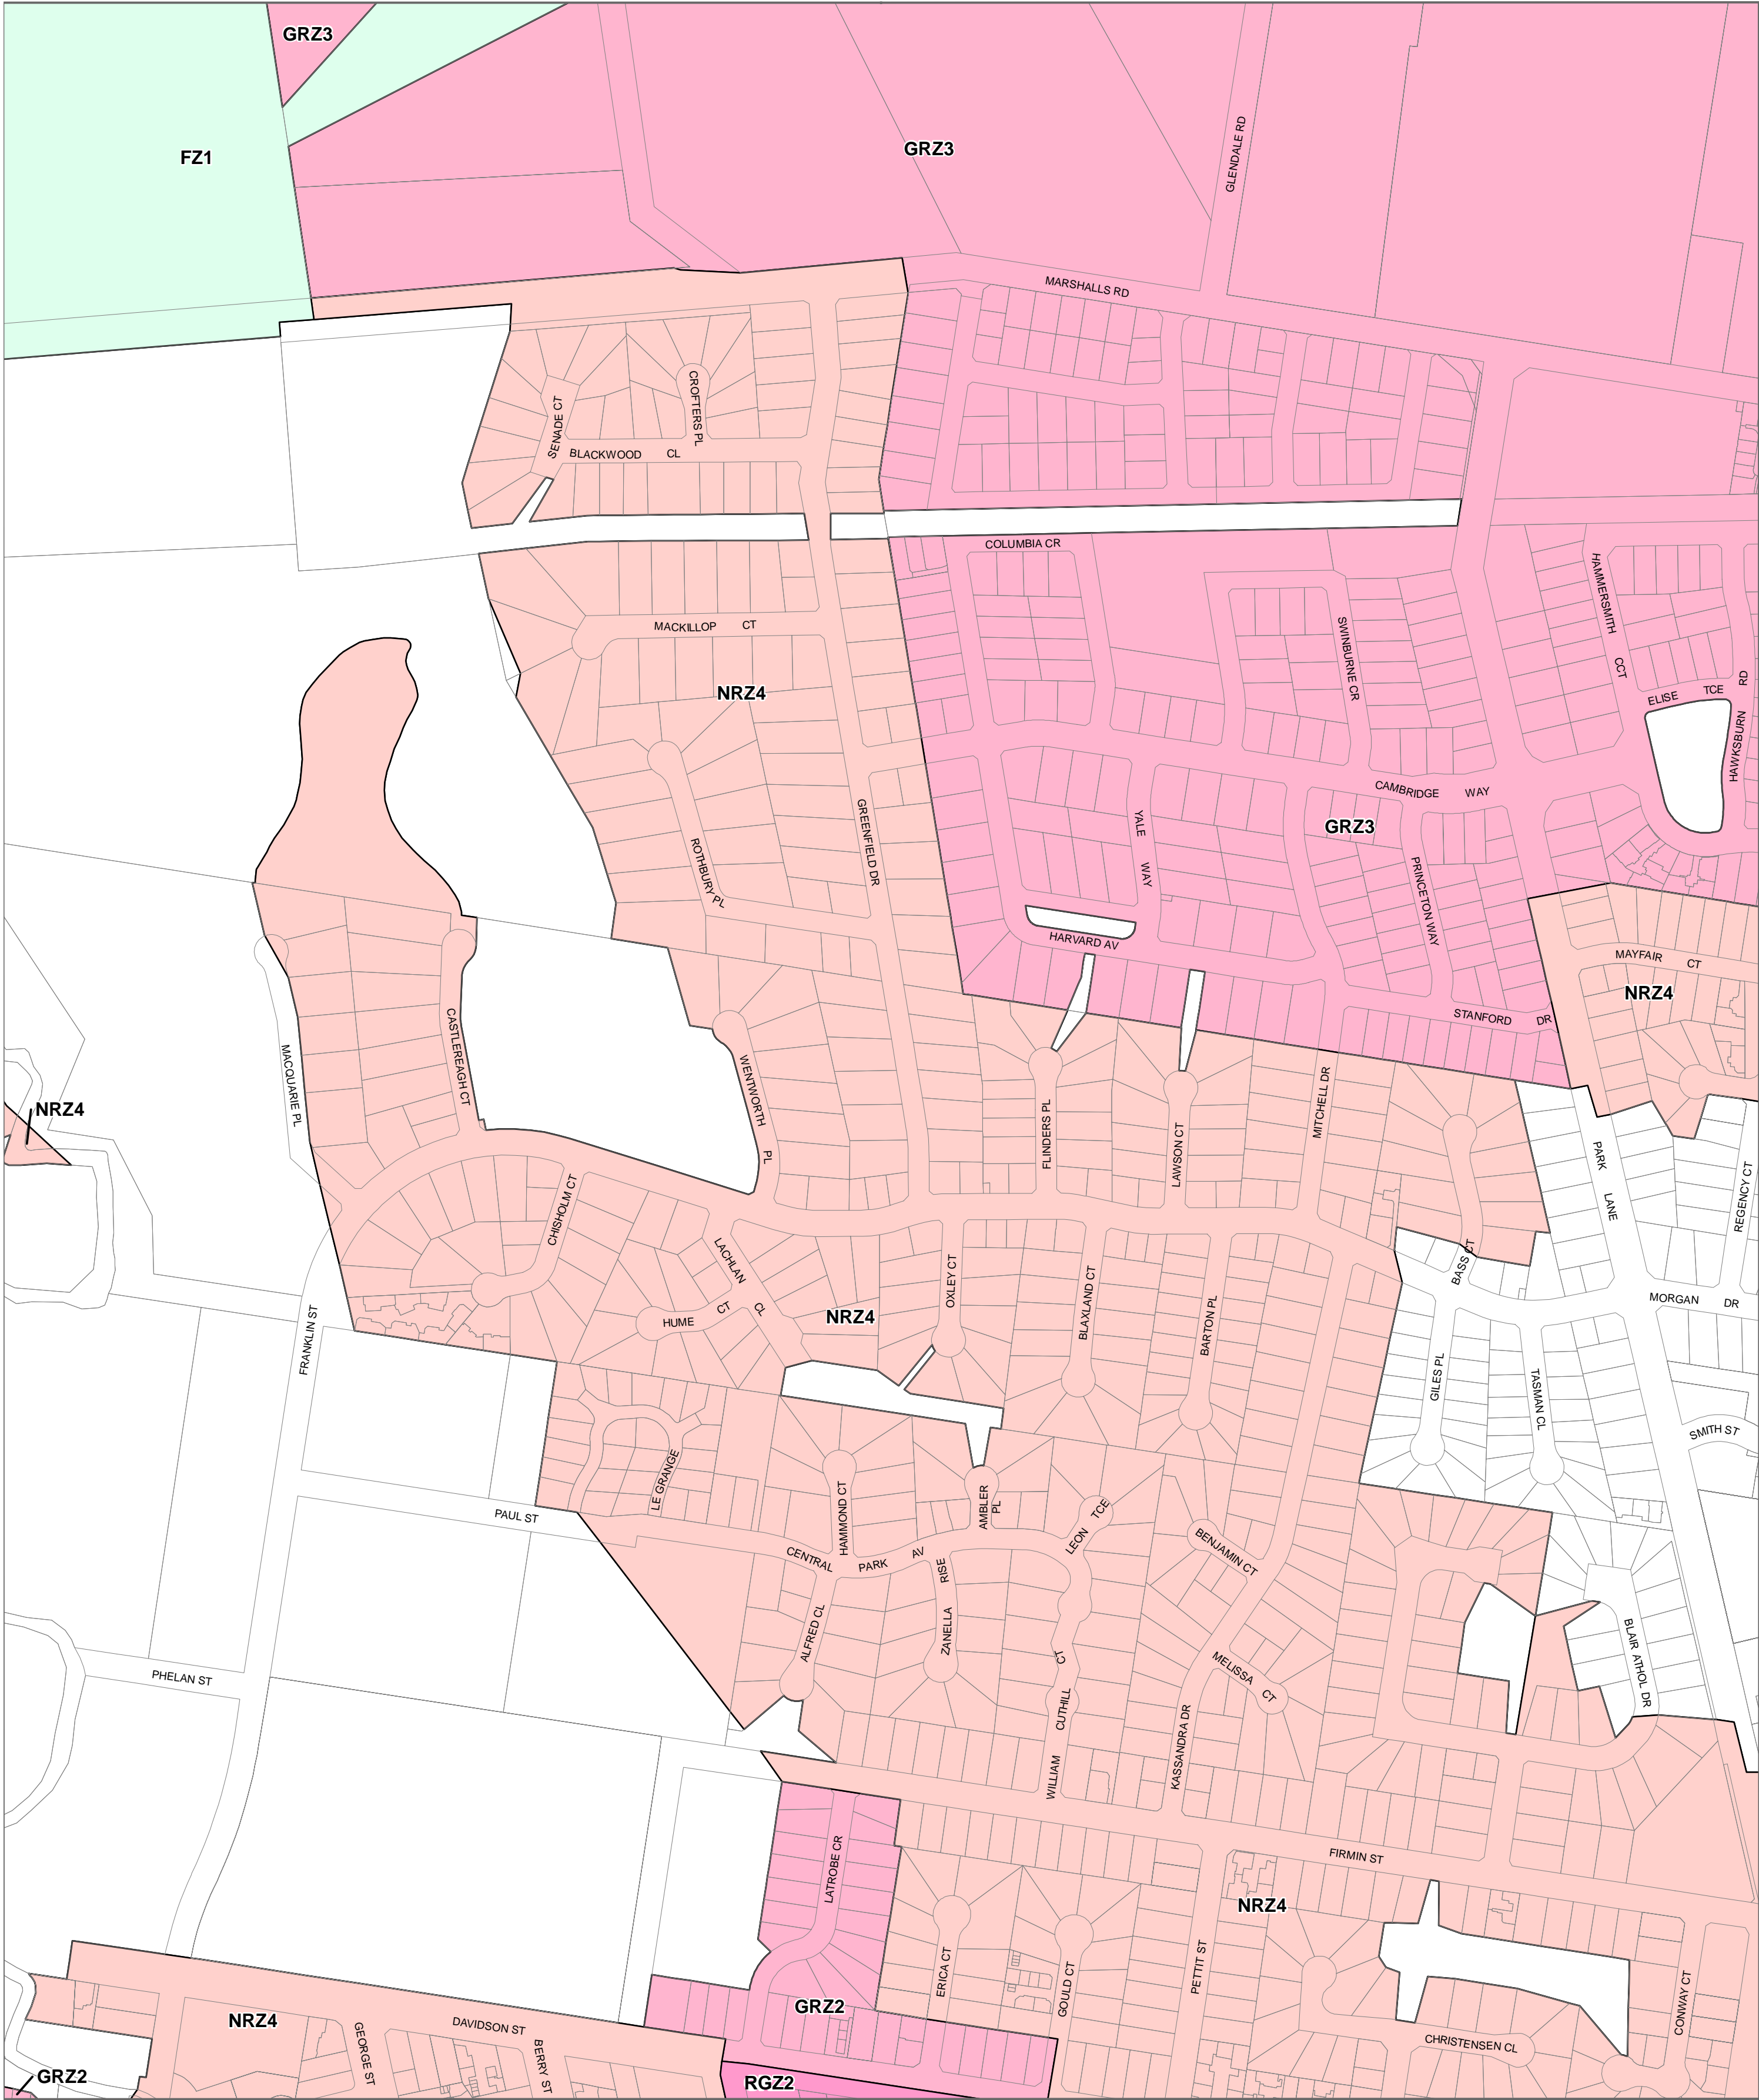 GRZ3
FZ1
GRZ3
GLENDALE RD
MARSHALLS RD
SENADE CT
CROFTERS PL
BLACKWOOD CL
COLUMBIA CR
HAMMERSMITH CCT
MACKILLOP CT
SWINBURNE CR
NRZ4
ELISE TCE
HAWKSBURN RD
CAMBRIDGE WAY
GREENFIELD DR
YALE WAY
GRZ3
ROTHBURY PL
PRINCETON WAY
HARVARD AV
MAYFAIR CT
NRZ4
STANFORD DR
CASTLEREAGH CT
MACQUARIE PL
WENTWORTH PL
NRZ4
FLINDERS PL
LAWSON CT
MITCHELL DR
PARK LANE
REGENCY CT
CHISHOLM CT
LACHLAN CL
BASS CT
OXLEY CT
BLAXLAND CT
BARTON PL
MORGAN DR
HUME CT
NRZ4
FRANKLIN ST
GILES PL
TASMAN CL
SMITH ST
LE GRANGE
HAMMOND CT
AMBLER PL
LEON TCE
PAUL ST
CENTRAL PARK AV
BENJAMIN CT
ZANELLA RISE
ALFRED CL
PHELAN ST
WILLIAM CUTHILL CT
MELISSA CT
KASSANDRA DR
BLAIR ATHOL DR
LATROBE CR
FIRMIN ST
NRZ4
ERICA CT
GOULD CT
PETTIT ST
CONWAY CT
GRZ2
NRZ4
DAVIDSON ST
GEORGE ST
BERRY ST
CHRISTENSEN CL
GRZ2
RGZ2